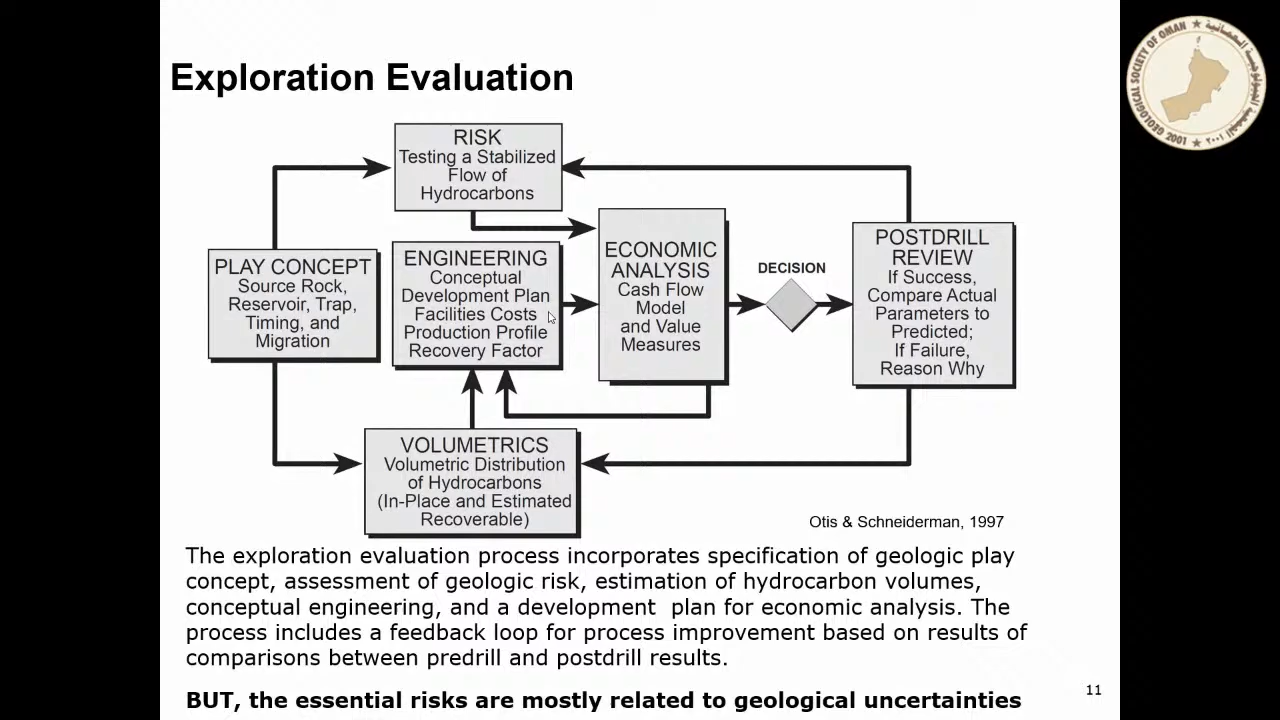 Exploration Evaluation
RISK
Testing a Stabilized
Flow of
Hydrocarbons
PLAY CONCEPT
Source Rock,
Reservoir, Trap,
Timing, and
Migration
ENGINEERING
Conceptual
Development Plan
Facilities Costs
Production Profile
Recovery Factor
ECONOMIC
ANALYSIS
Cash Flow
Model
and Value
Measures
DECISION
POSTDRILL
REVIEW
If Success,
Compare Actual
Parameters to
Predicted;
If Failure,
Reason Why
VOLUMETRICS
Volumetric Distribution
of Hydrocarbons
(In-Place and Estimated
Recoverable)
Otis & Schneiderman, 1997
The exploration evaluation process incorporates specification of geologic play
concept, assessment of geologic risk, estimation of hydrocarbon volumes,
conceptual engineering, and a development plan for economic analysis. The
process includes a feedback loop for process improvement based on results of
comparisons between predrill and postdrill results.
BUT, the essential risks are mostly related to geological uncertainties
11
GEOLOGICAL SOCIETY OF OMAN
2001 ٢٠٠١